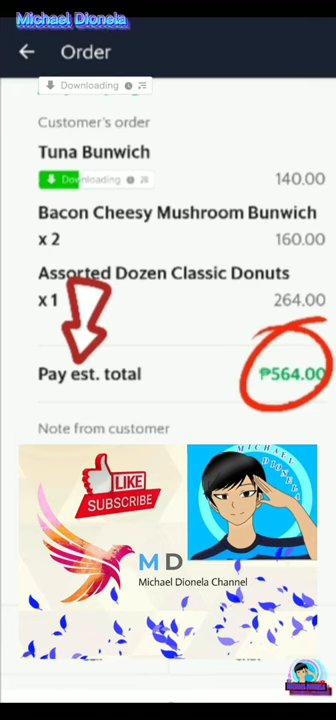 Michael Dionela
Order
Downloading
Customer's order
Tuna Bunwich
Downloading 140.00
Bacon Cheesy Mushroom Bunwich
x 2 160.00
Assorted Dozen Classic Donuts
x 1 264.00
Pay est. total ₱564.00
Note from customer
LIKE
SUBSCRIBE
MICHAEL DIONELA
M D
Michael Dionela Channel